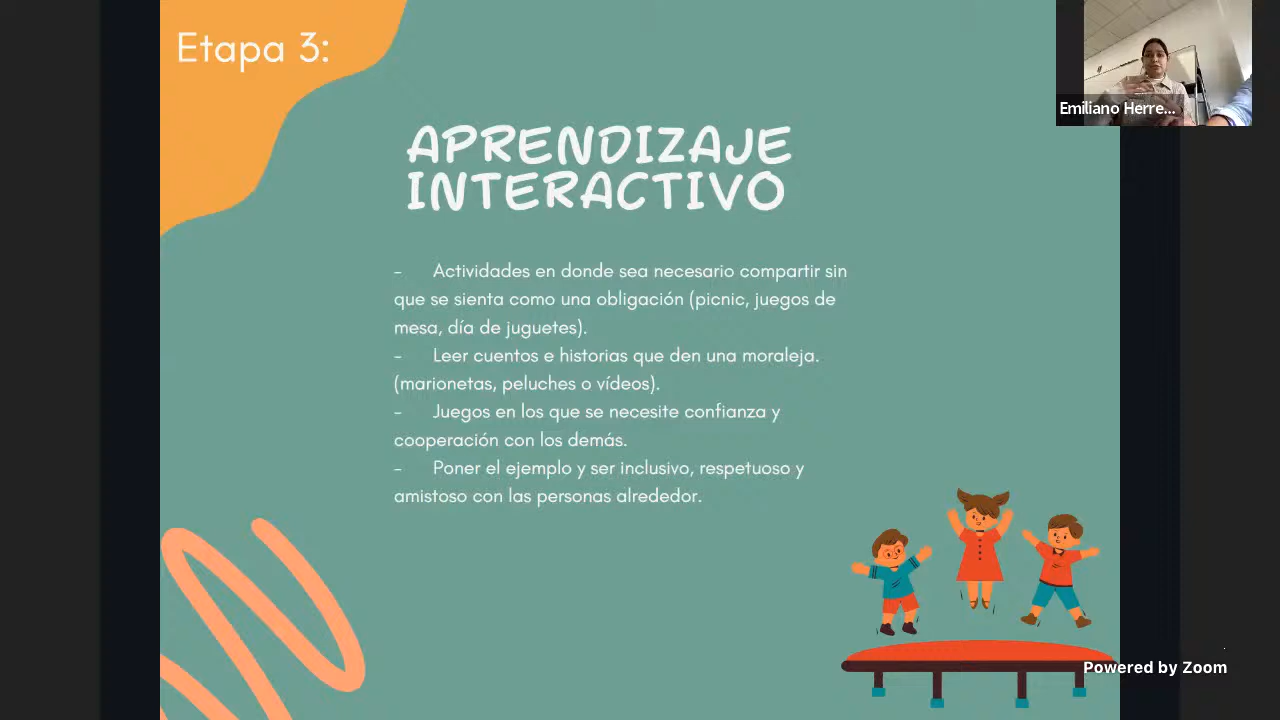 Etapa 3:
APRENDIZAJE
INTERACTIVO
- Actividades en donde sea necesario compartir sin
que se sienta como una obligación (picnic, juegos de
mesa, día de juguetes).
- Leer cuentos e historias que den una moraleja.
(marionetas, peluches o vídeos).
- Juegos en los que se necesite confianza y
cooperación con los demás.
- Poner el ejemplo y ser inclusivo, respetuoso y
amistoso con las personas alrededor.
Emiliano Herre...
Powered by Zoom